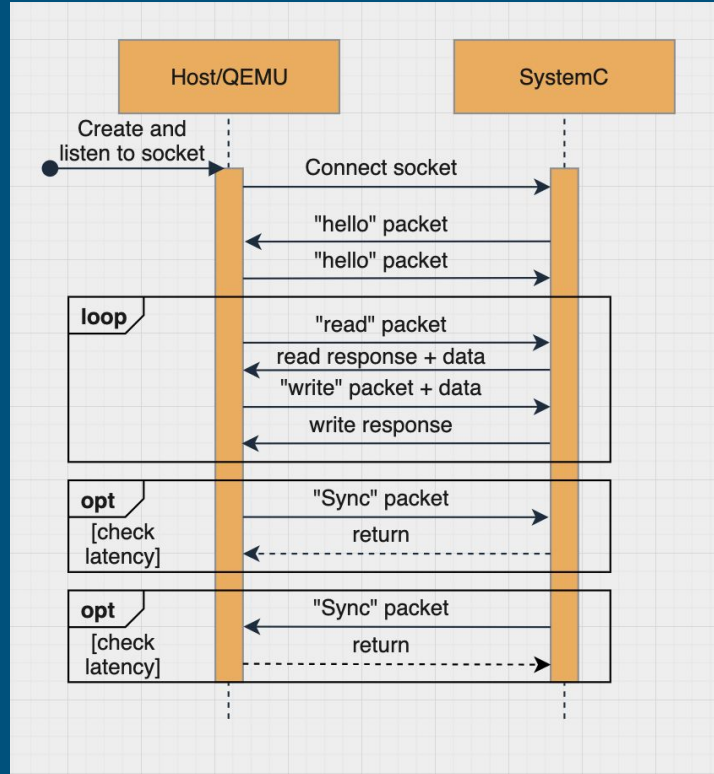 Host/QEMU
SystemC
Create and
listen to socket
Connect socket
"hello" packet
"hello" packet
loop
"read" packet
read response + data
"write" packet + data
write response
opt
"Sync" packet
[check
latency]
return
opt
"Sync" packet
[check
latency]
return